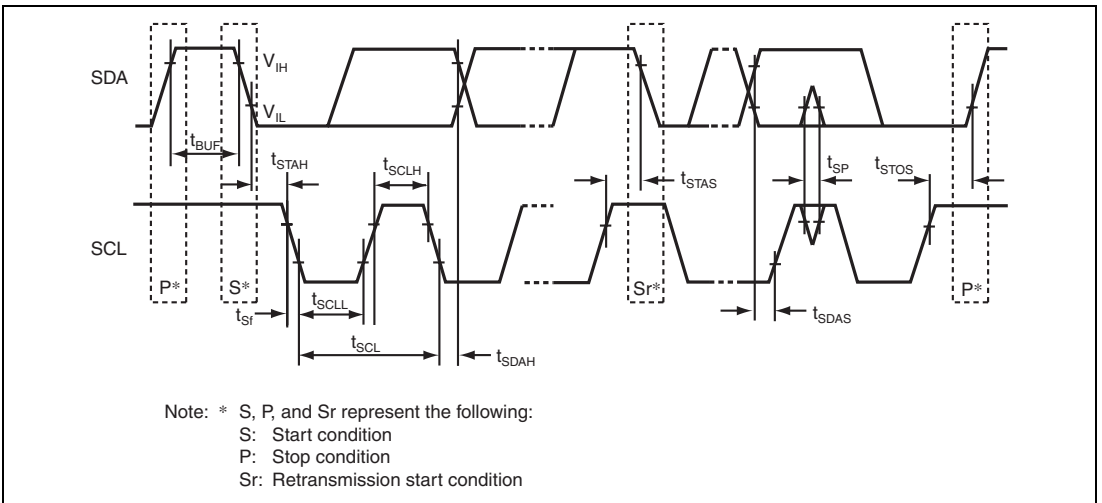 SDA
V_IH
V_IL
t_BUF
t_STAH
t_SCLH
t_STAS
t_SP
t_STOS
SCL
P*
S*
Sr*
P*
t_Sf
t_SCLL
t_SCL
t_SDAH
t_SDAS
Note: * S, P, and Sr represent the following:
S: Start condition
P: Stop condition
Sr: Retransmission start condition